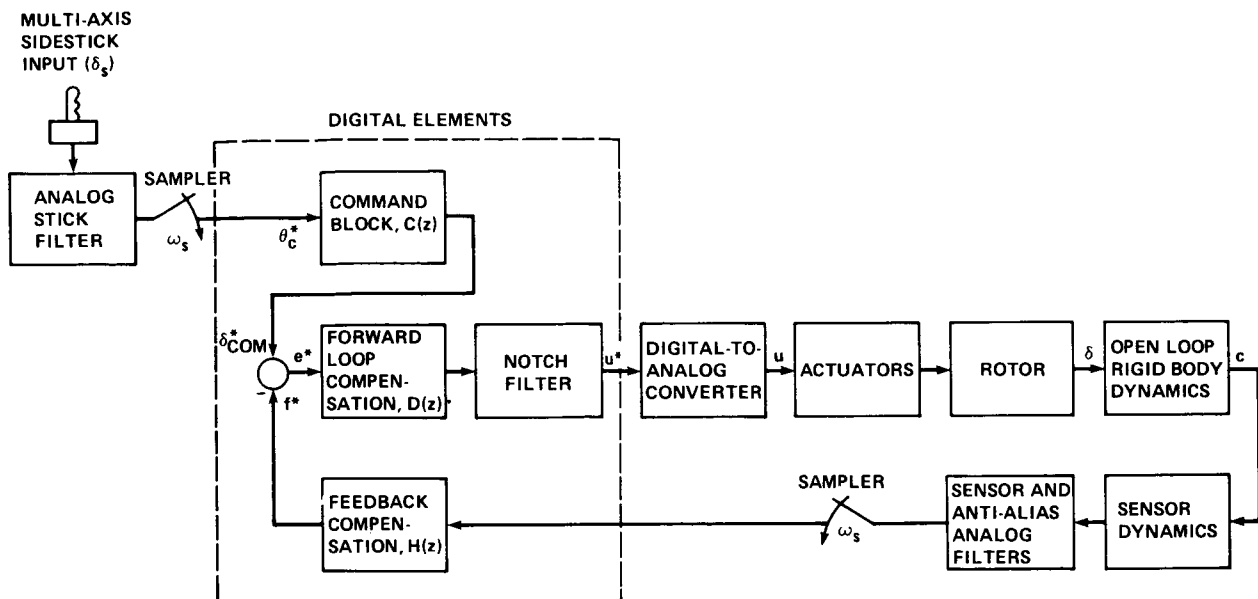 MULTI-AXIS
SIDESTICK
INPUT (δs)
DIGITAL ELEMENTS
ANALOG
STICK
FILTER
SAMPLER
ωs
θc*
COMMAND
BLOCK, C(z)
δ*COM
e*
-
f*
FORWARD
LOOP
COMPEN-
SATION, D(z)
NOTCH
FILTER
u*
DIGITAL-TO-
ANALOG
CONVERTER
u
ACTUATORS
ROTOR
δ
OPEN LOOP
RIGID BODY
DYNAMICS
c
FEEDBACK
COMPEN-
SATION, H(z)
SAMPLER
ωs
SENSOR AND
ANTI-ALIAS
ANALOG
FILTERS
SENSOR
DYNAMICS